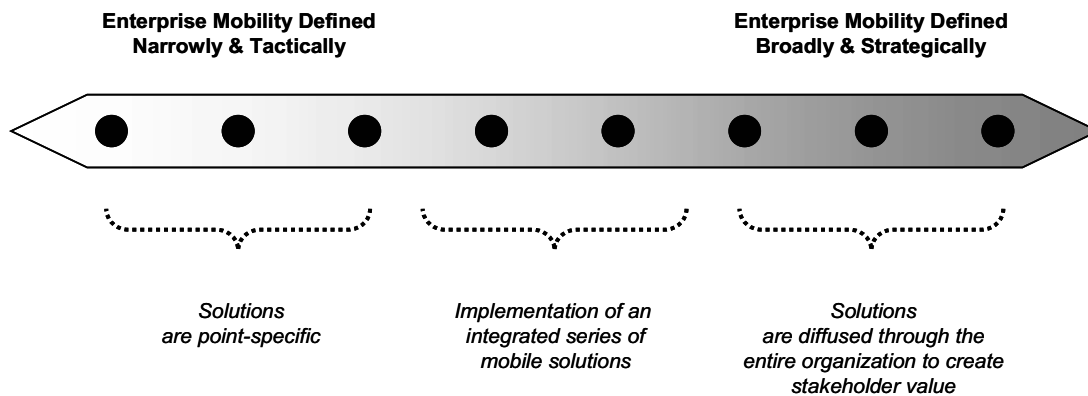 Enterprise Mobility Defined
Narrowly & Tactically
Enterprise Mobility Defined
Broadly & Strategically
Solutions
are point-specific
Implementation of an
integrated series of
mobile solutions
Solutions
are diffused through the
entire organization to create
stakeholder value